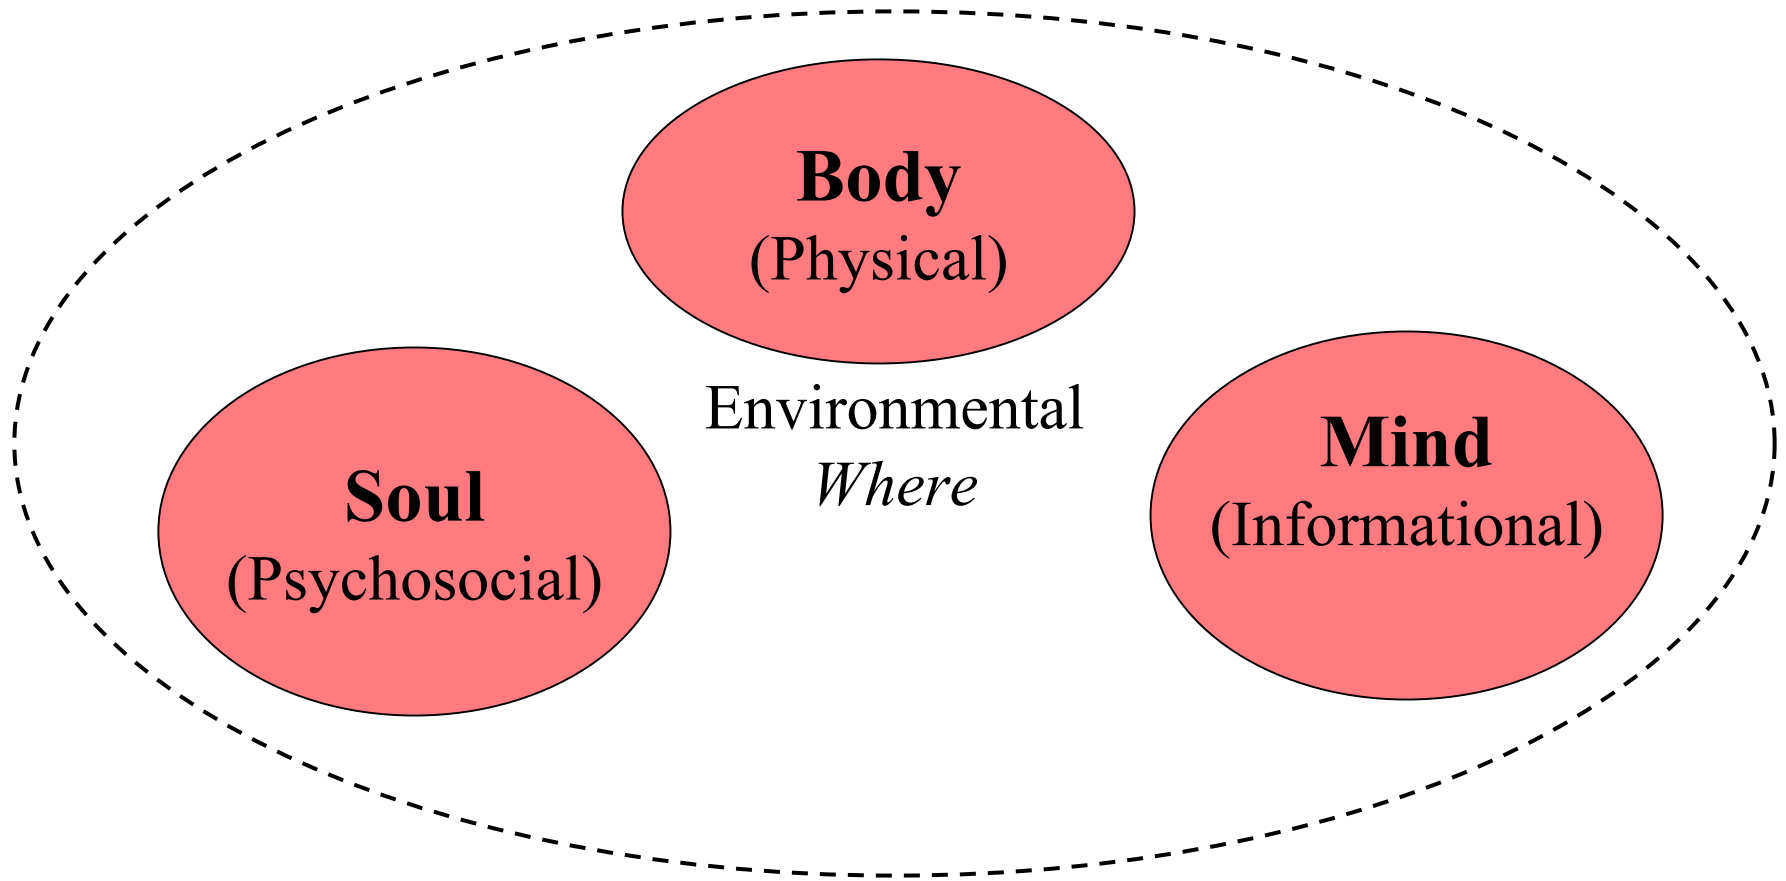 Body
(Physical)
Environmental
Where
Soul
(Psychosocial)
Mind
(Informational)